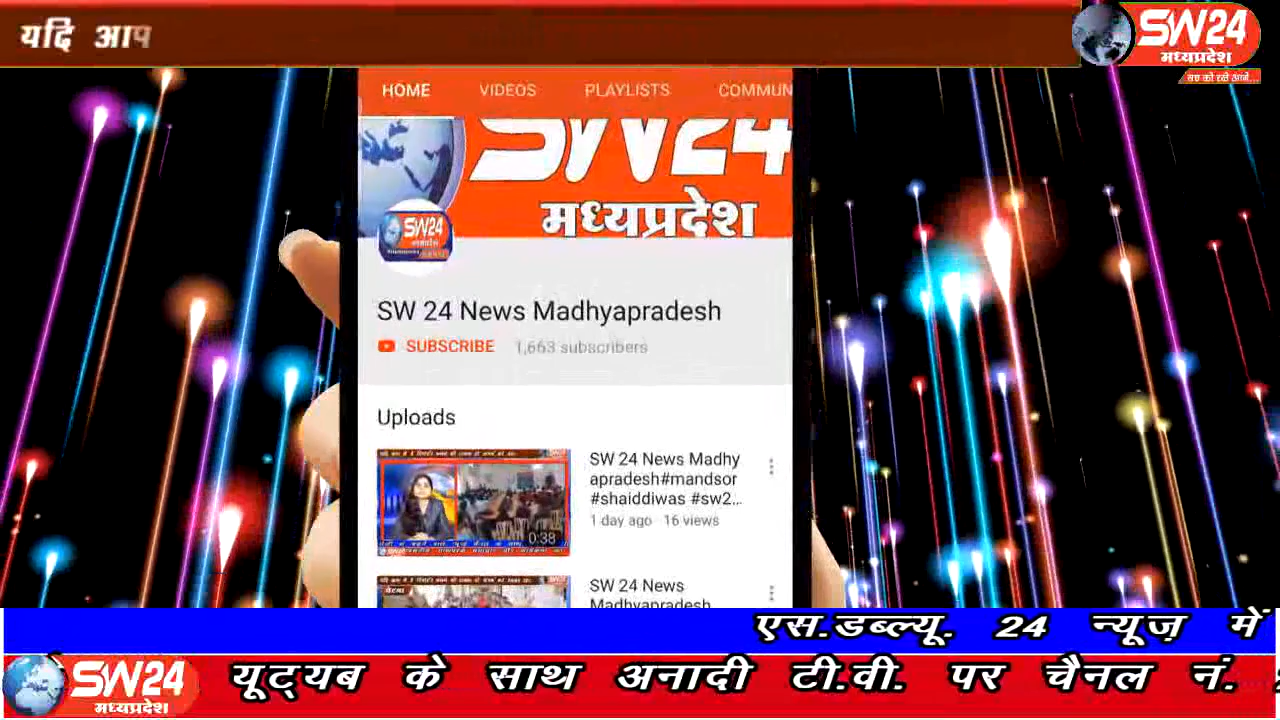 यदि आप
SW24
मध्यप्रदेश
HOME VIDEOS PLAYLISTS COMMUN
SW24
मध्यप्रदेश
SW24
SW 24 News Madhyapradesh
SUBSCRIBE 1,663 subscribers
Uploads
SW 24 News Madhy
apradesh#mandsor
#shaiddiwas #sw2...
1 day ago · 16 views
0:38
SW 24 News
Madhyapradesh
एस.डब्ल्यू. 24 न्यूज़ में
SW24
मध्यप्रदेश
यूट्यब के साथ अनादी टी.वी. पर चैनल नं.